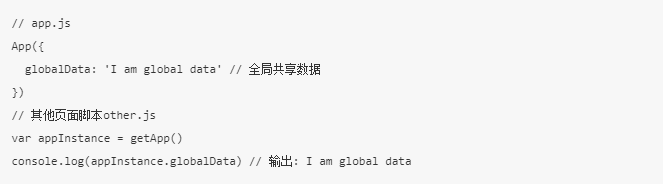 // app.js
App({
  globalData: 'I am global data' // 全局共享数据
})
// 其他页面脚本other.js
var appInstance = getApp()
console.log(appInstance.globalData) // 输出: I am global data